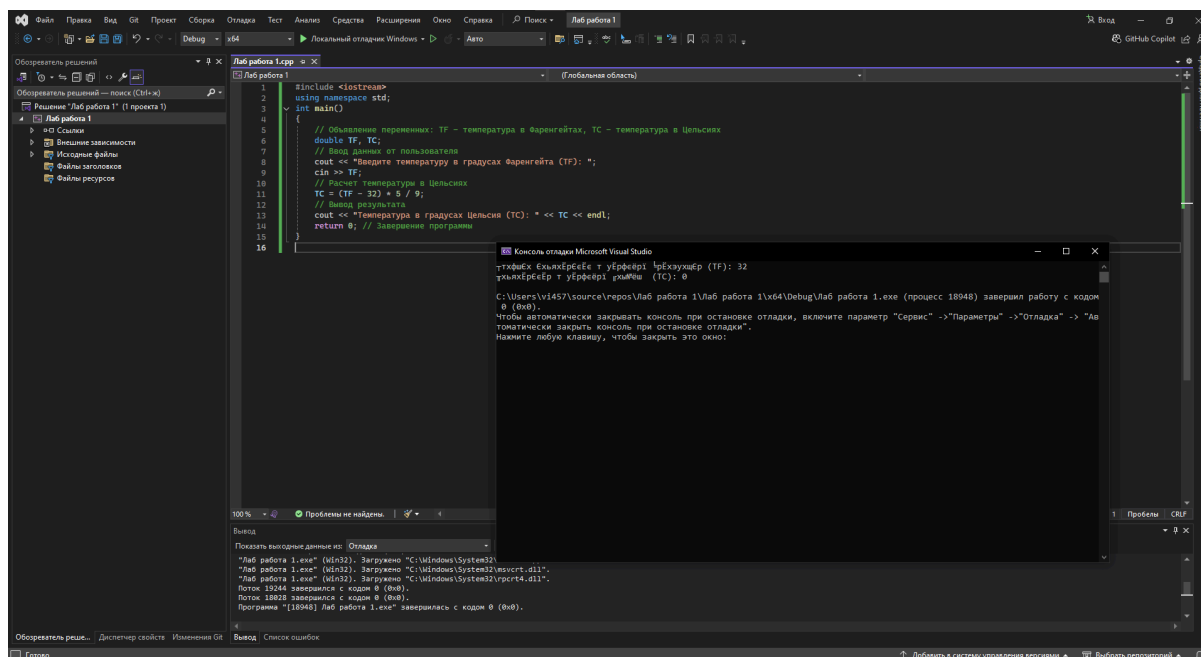 Файл Правка Вид Git Проект Сборка Отладка Тест Анализ Средства Расширения Окно Справка Поиск Лаб работа 1 Вход
Debug x64 Локальный отладчик Windows Авто GitHub Copilot
Обозреватель решений
Обозреватель решений — поиск (Ctrl+ж)
Решение "Лаб работа 1" (1 проекта 1)
Лаб работа 1
Ссылки
Внешние зависимости
Исходные файлы
Файлы заголовков
Файлы ресурсов
Лаб работа 1.cpp
Лаб работа 1 (Глобальная область)
1 #include <iostream>
2 using namespace std;
3 int main()
4 {
5 // Объявление переменных: TF - температура в Фаренгейтах, TC - температура в Цельсиях
6 double TF, TC;
7 // Ввод данных от пользователя
8 cout << "Введите температуру в градусах Фаренгейта (TF): ";
9 cin >> TF;
10 // Расчет температуры в Цельсиях
11 TC = (TF - 32) * 5 / 9;
12 // Вывод результата
13 cout << "Температура в градусах Цельсия (TC): " << TC << endl;
14 return 0; // Завершение программы
15 }
16
Консоль отладки Microsoft Visual Studio
(TF): 32
(TC): 0
C:\Users\vi457\source\repos\Лаб работа 1\Лаб работа 1\x64\Debug\Лаб работа 1.exe (процесс 18948) завершил работу с кодом
0 (0x0).
Чтобы автоматически закрывать консоль при остановке отладки, включите параметр "Сервис" ->"Параметры" ->"Отладка" -> "Ав
томатически закрыть консоль при остановке отладки".
Нажмите любую клавишу, чтобы закрыть это окно:
100 % Проблемы не найдены. 1 Пробелы CRLF
Вывод
Показать выходные данные из: Отладка
"Лаб работа 1.exe" (Win32). Загружено "C:\Windows\System32\
"Лаб работа 1.exe" (Win32). Загружено "C:\Windows\System32\msvcrt.dll".
"Лаб работа 1.exe" (Win32). Загружено "C:\Windows\System32\rpcrt4.dll".
Поток 19244 завершился с кодом 0 (0x0).
Поток 18028 завершился с кодом 0 (0x0).
Программа "[18948] Лаб работа 1.exe" завершилась с кодом 0 (0x0).
Обозреватель реше... Диспетчер свойств Изменения Git Вывод Список ошибок
Готово Добавить в систему управления версиями Выбрать репозиторий